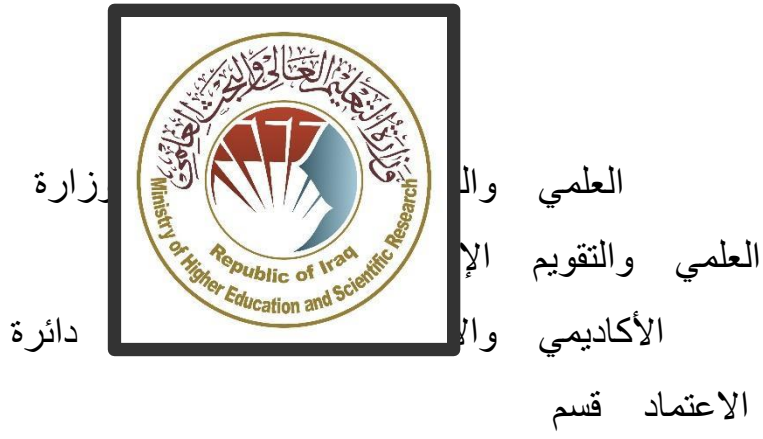 وزارة التعليم العالي والبحث العلمي
Republic of Iraq
Ministry of Higher Education and Scientific Research
العلمي وزارة
العلمي والتقويم
الأكاديمي دائرة
الاعتماد قسم